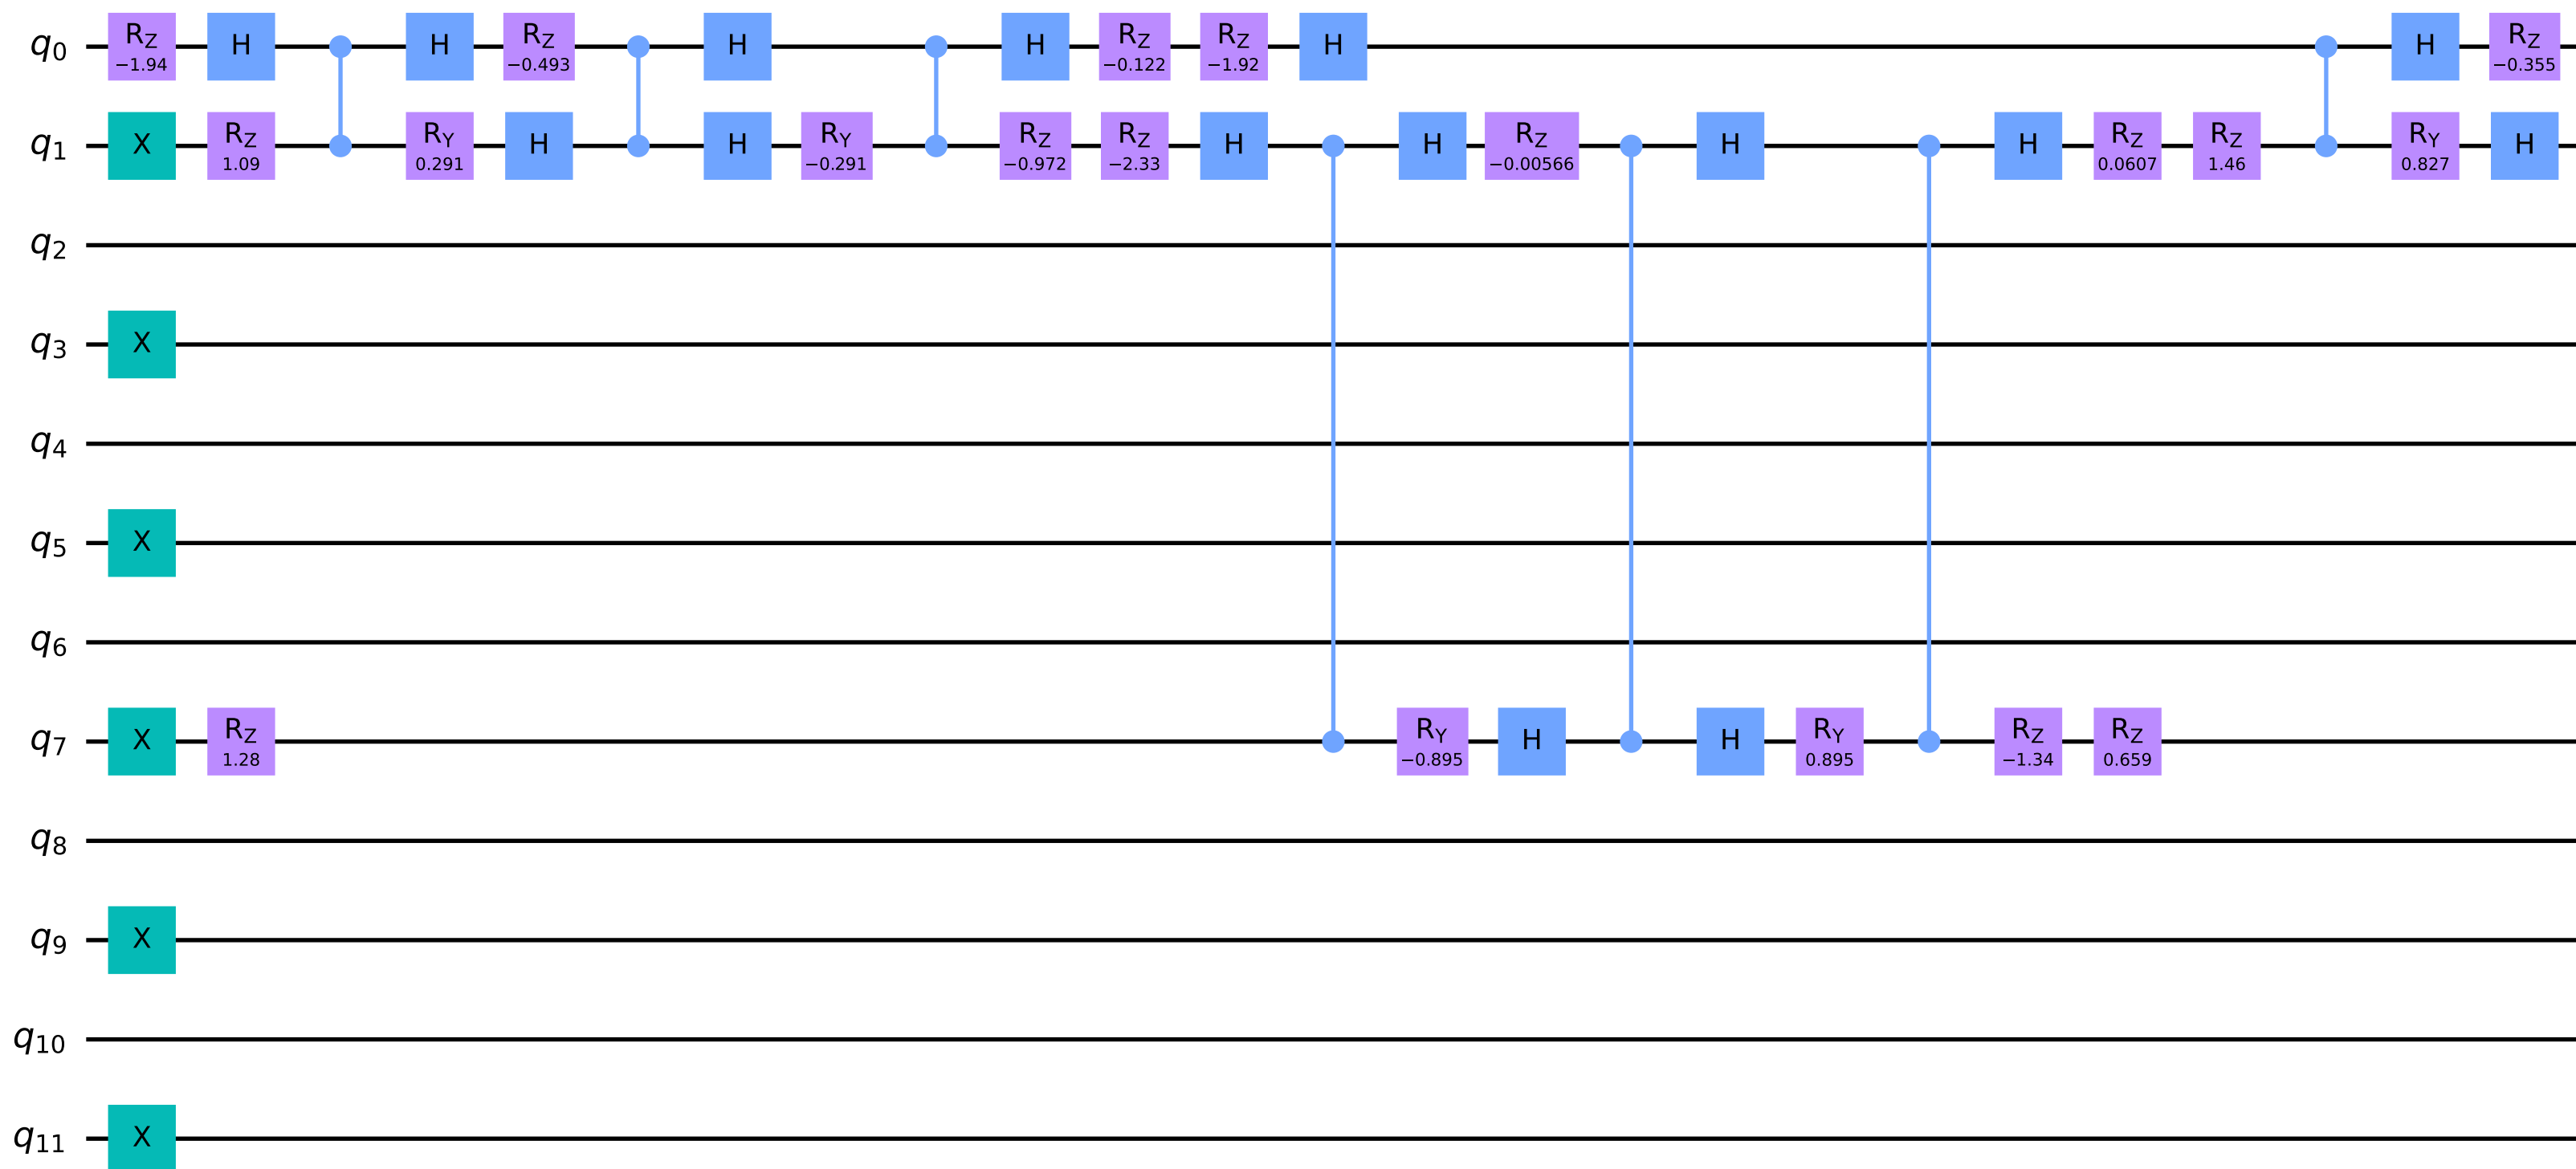 q0 RZ −1.94 H H RZ −0.493 H H RZ −0.122 RZ −1.92 H H RZ −0.355
q1 X RZ 1.09 RY 0.291 H H RY −0.291 RZ −0.972 RZ −2.33 H H RZ −0.00566 H H RZ 0.0607 RZ 1.46 RY 0.827 H
q2
q3 X
q4
q5 X
q6
q7 X RZ 1.28 RY −0.895 H H RY 0.895 RZ −1.34 RZ 0.659
q8
q9 X
q10
q11 X